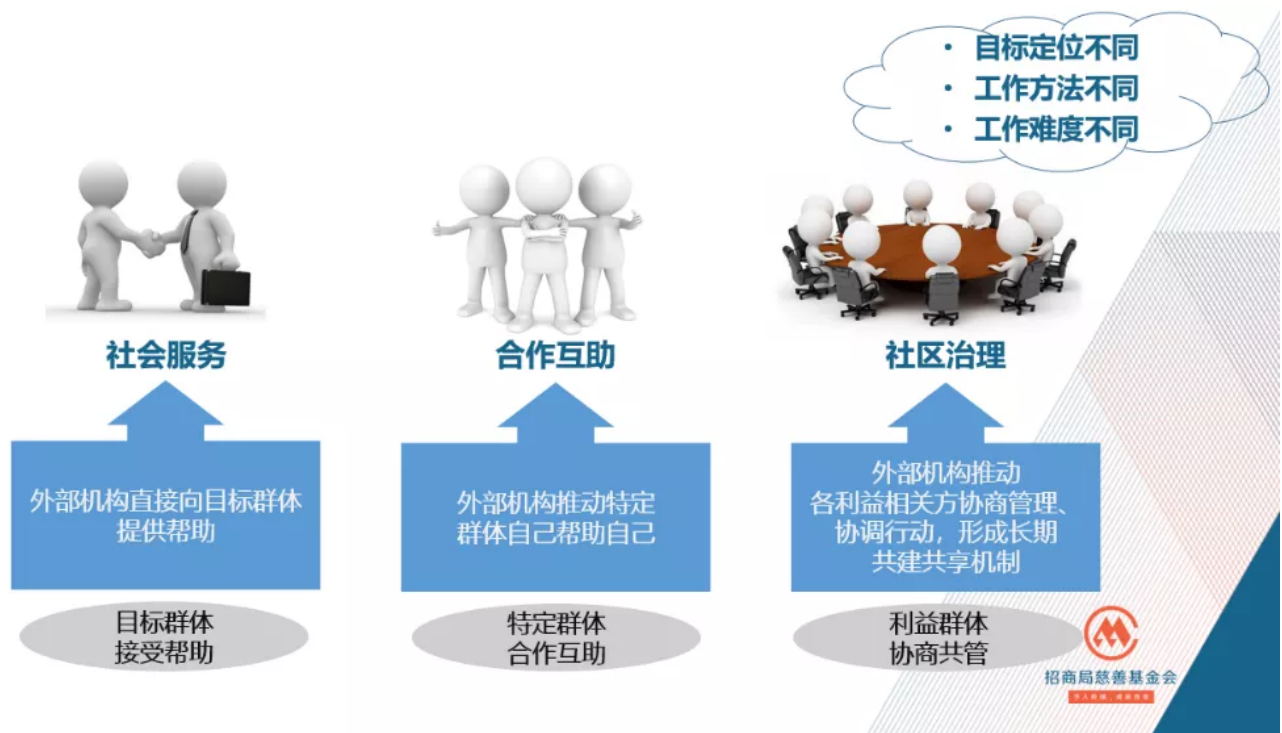 • 目标定位不同
• 工作方法不同
• 工作难度不同
社会服务
合作互助
社区治理
外部机构直接向目标群体
提供帮助
外部机构推动特定
群体自己帮助自己
外部机构推动
各利益相关方协商管理、
协调行动，形成长期
共建共享机制
目标群体
接受帮助
特定群体
合作互助
利益群体
协商共管
招商局慈善基金会